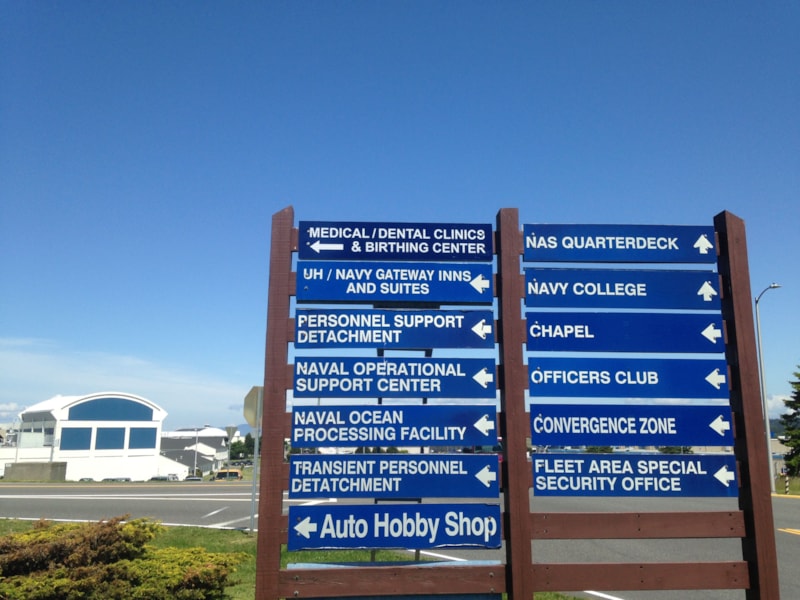 MEDICAL / DENTAL CLINICS
& BIRTHING CENTER
UH / NAVY GATEWAY INNS
AND SUITES
PERSONNEL SUPPORT
DETACHMENT
NAVAL OPERATIONAL
SUPPORT CENTER
NAVAL OCEAN
PROCESSING FACILITY
TRANSIENT PERSONNEL
DETATCHMENT
Auto Hobby Shop
NAS QUARTERDECK
NAVY COLLEGE
CHAPEL
OFFICERS CLUB
CONVERGENCE ZONE
FLEET AREA SPECIAL
SECURITY OFFICE